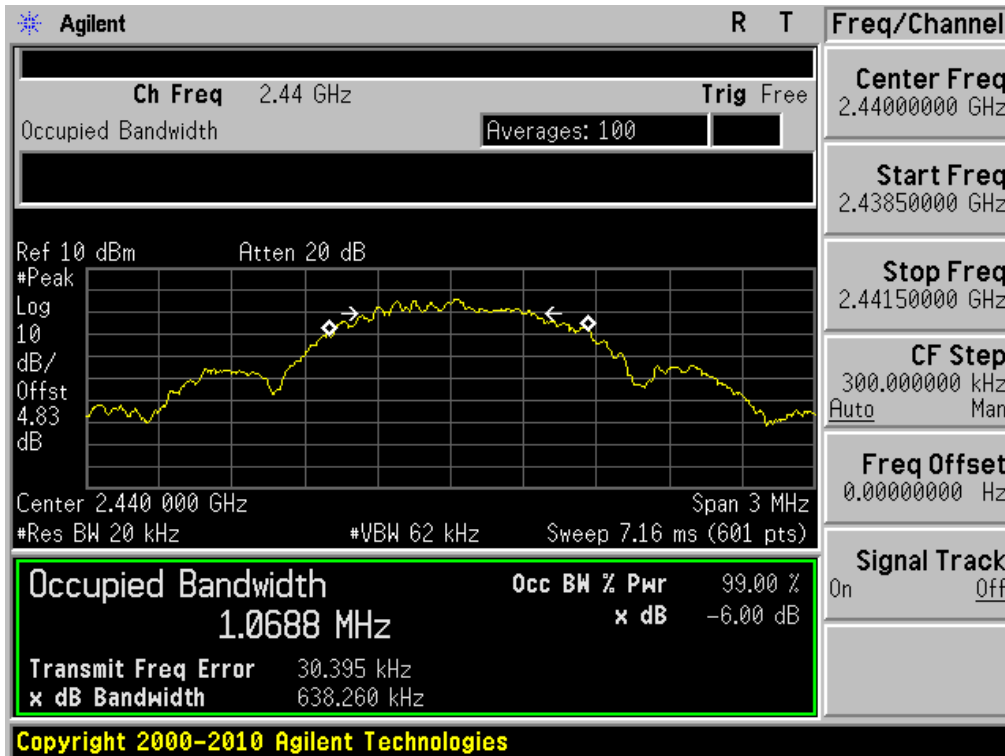 Agilent R T
Freq/Channel
Ch Freq 2.44 GHz Trig Free
Occupied Bandwidth Averages: 100
Ref 10 dBm Atten 20 dB
#Peak
Log
10
dB/
Offst
4.83
dB
Center 2.440 000 GHz Span 3 MHz
#Res BW 20 kHz #VBW 62 kHz Sweep 7.16 ms (601 pts)
Occupied Bandwidth
1.0688 MHz
Occ BW % Pwr 99.00 %
x dB -6.00 dB
Transmit Freq Error 30.395 kHz
x dB Bandwidth 638.260 kHz
Center Freq
2.44000000 GHz
Start Freq
2.43850000 GHz
Stop Freq
2.44150000 GHz
CF Step
300.000000 kHz
Auto Man
Freq Offset
0.00000000 Hz
Signal Track
On Off
Copyright 2000-2010 Agilent Technologies